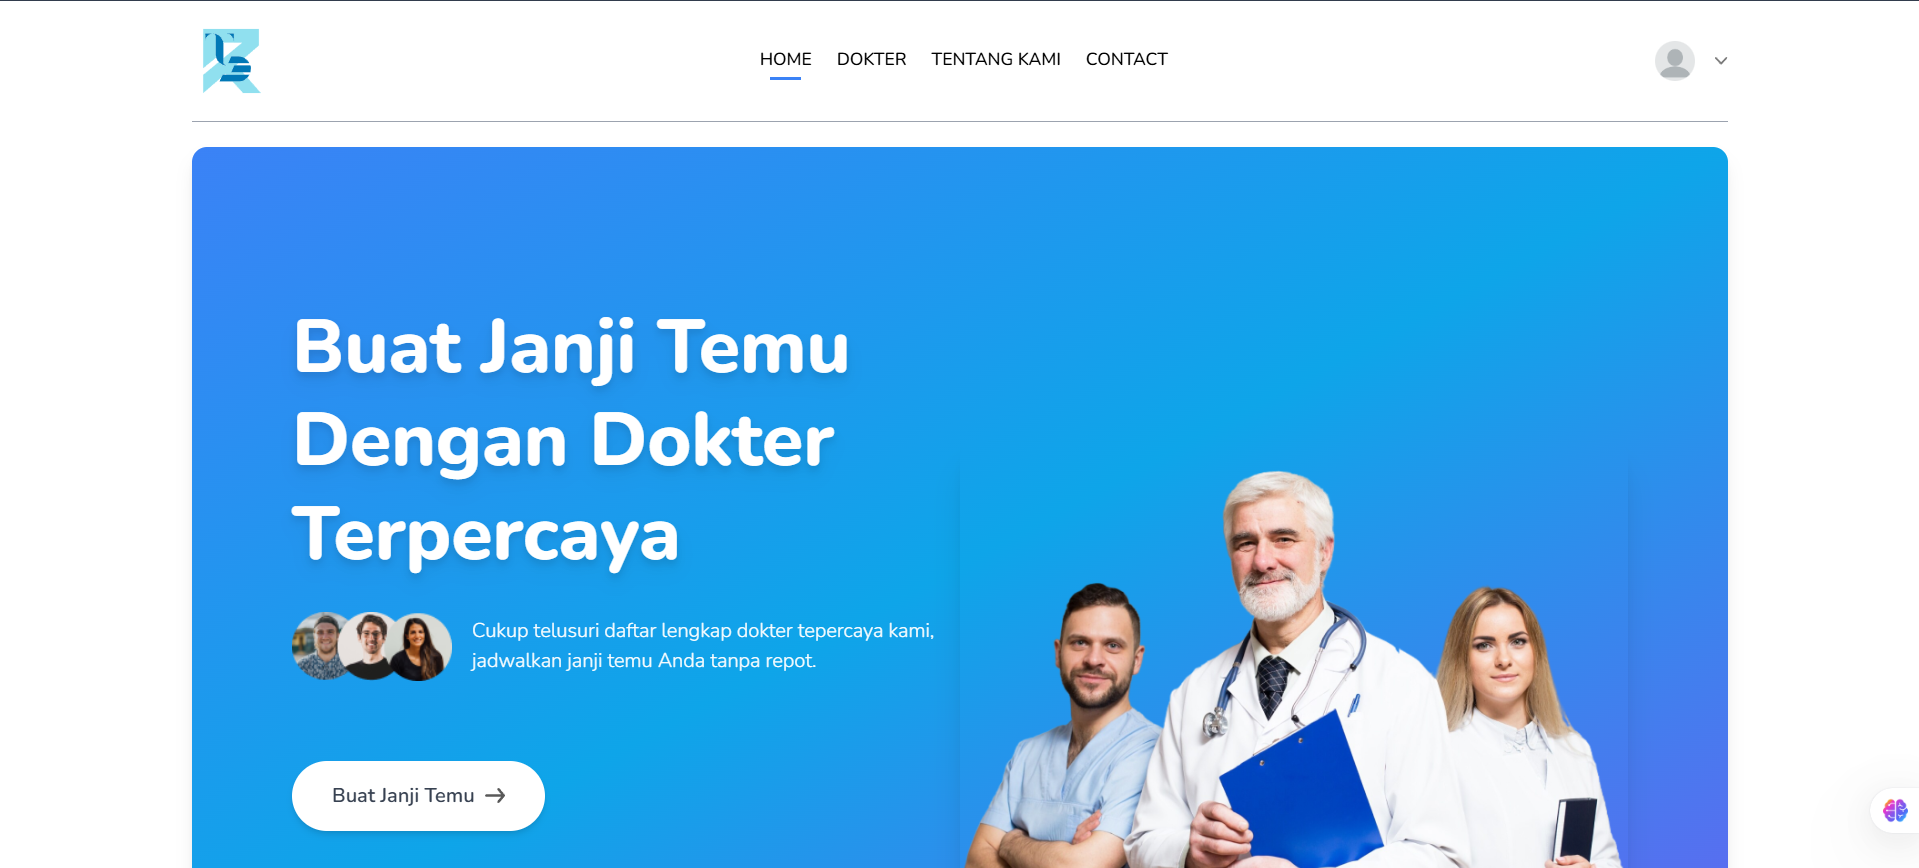 HOME DOKTER TENTANG KAMI CONTACT
Buat Janji Temu
Dengan Dokter
Terpercaya
Cukup telusuri daftar lengkap dokter tepercaya kami,
jadwalkan janji temu Anda tanpa repot.
Buat Janji Temu